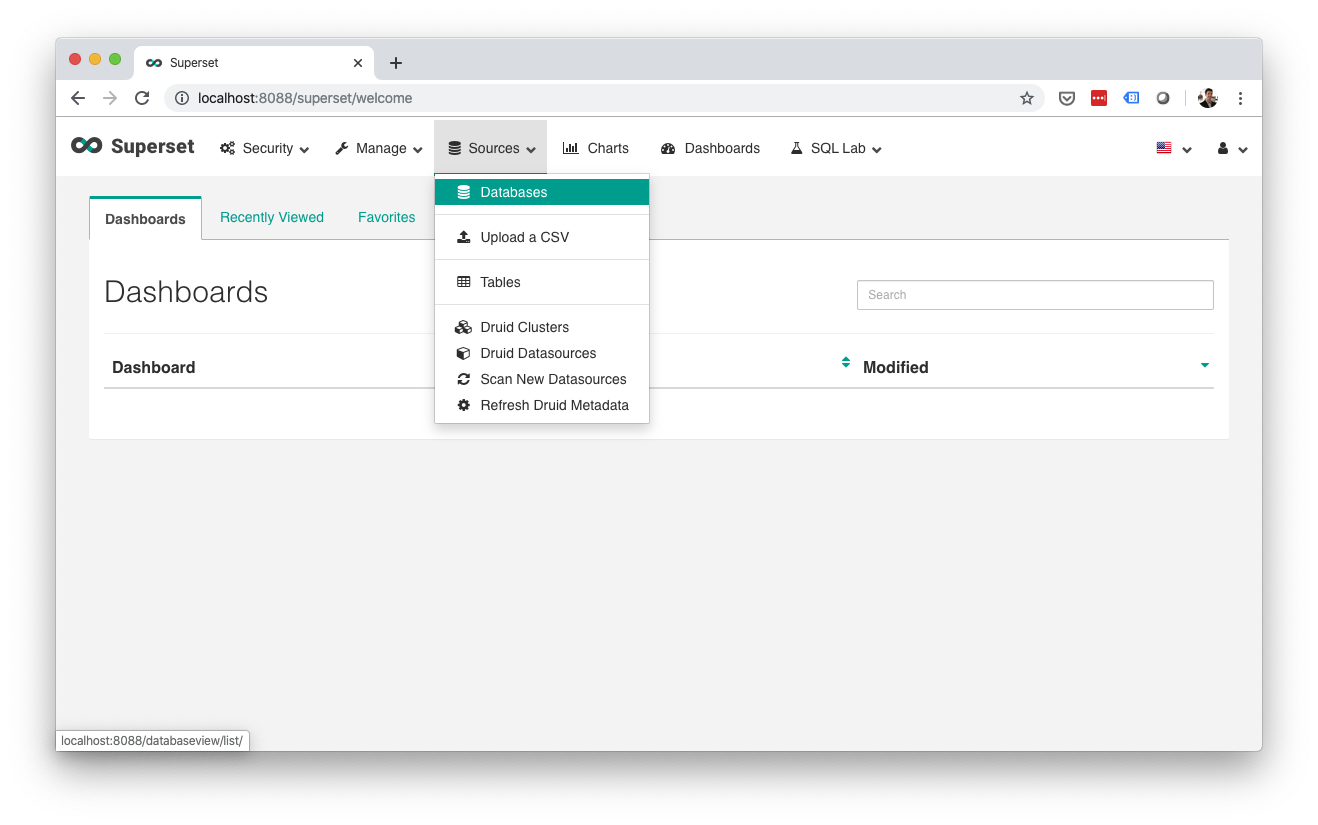 Superset
localhost:8088/superset/welcome
Superset Security Manage Sources Charts Dashboards SQL Lab
Databases
Upload a CSV
Tables
Druid Clusters
Druid Datasources
Scan New Datasources
Refresh Druid Metadata
Dashboards Recently Viewed Favorites
Dashboards
Search
Dashboard Modified
localhost:8088/databaseview/list/